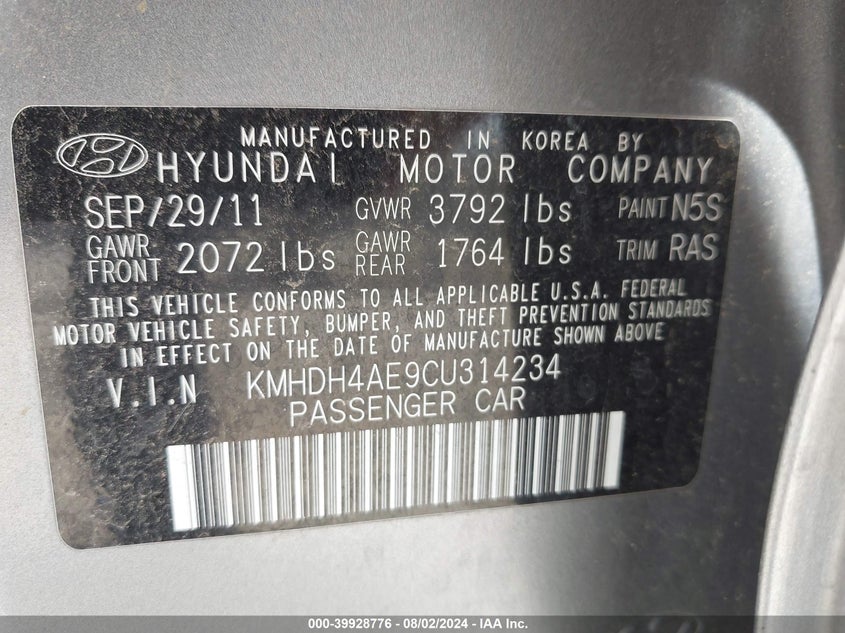 MANUFACTURED IN KOREA BY
HYUNDAI MOTOR COMPANY
SEP/29/11 GVWR 3792 lbs PAINT N5S
GAWR FRONT 2072 lbs GAWR REAR 1764 lbs TRIM RAS
THIS VEHICLE CONFORMS TO ALL APPLICABLE U.S.A. FEDERAL
MOTOR VEHICLE SAFETY, BUMPER, AND THEFT PREVENTION STANDARDS
IN EFFECT ON THE DATE OF MANUFACTURE SHOWN ABOVE
V.I.N KMHDH4AE9CU314234
PASSENGER CAR
000-39928776 - 08/02/2024 - IAA Inc.